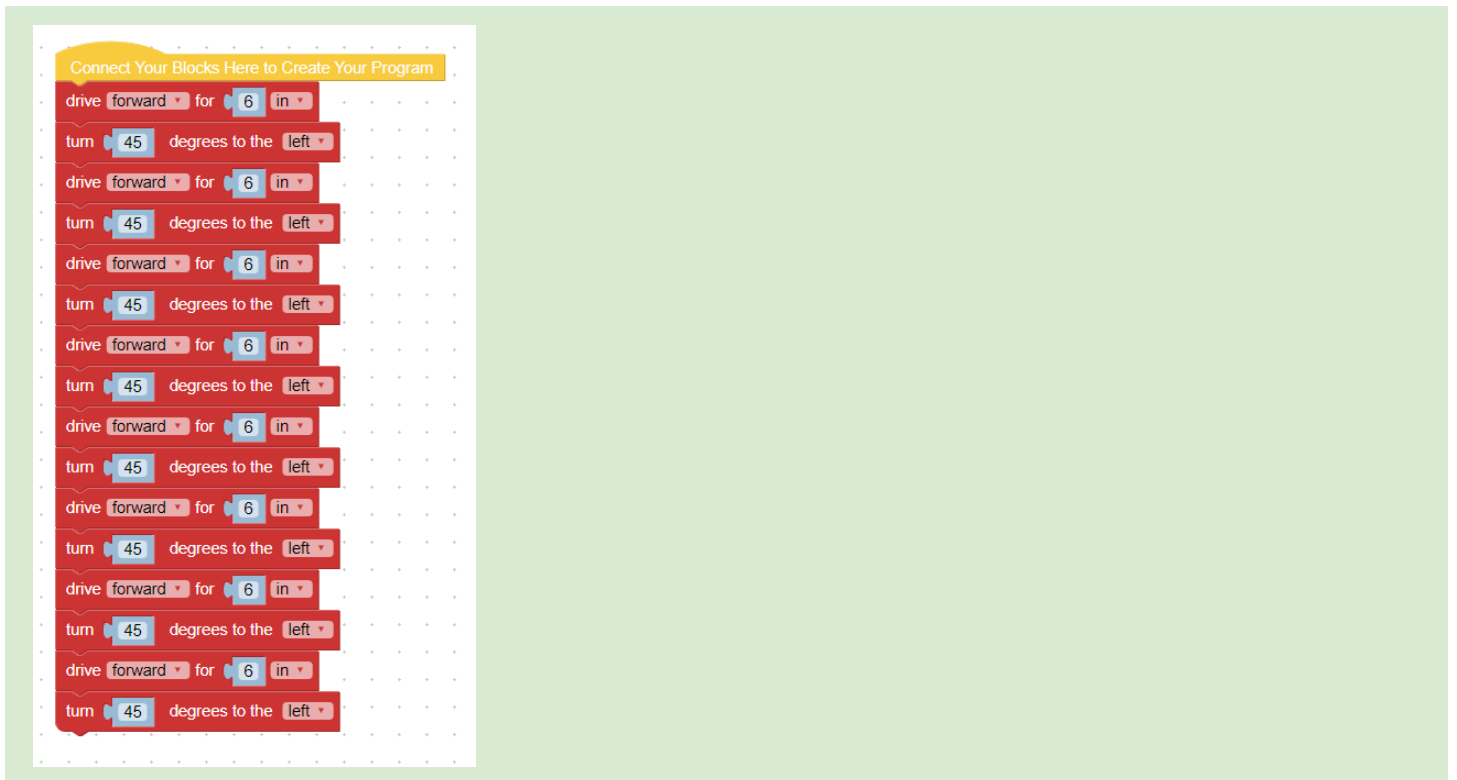 Connect Your Blocks Here to Create Your Program
drive forward for 6 in
turn 45 degrees to the left
drive forward for 6 in
turn 45 degrees to the left
drive forward for 6 in
turn 45 degrees to the left
drive forward for 6 in
turn 45 degrees to the left
drive forward for 6 in
turn 45 degrees to the left
drive forward for 6 in
turn 45 degrees to the left
drive forward for 6 in
turn 45 degrees to the left
drive forward for 6 in
turn 45 degrees to the left